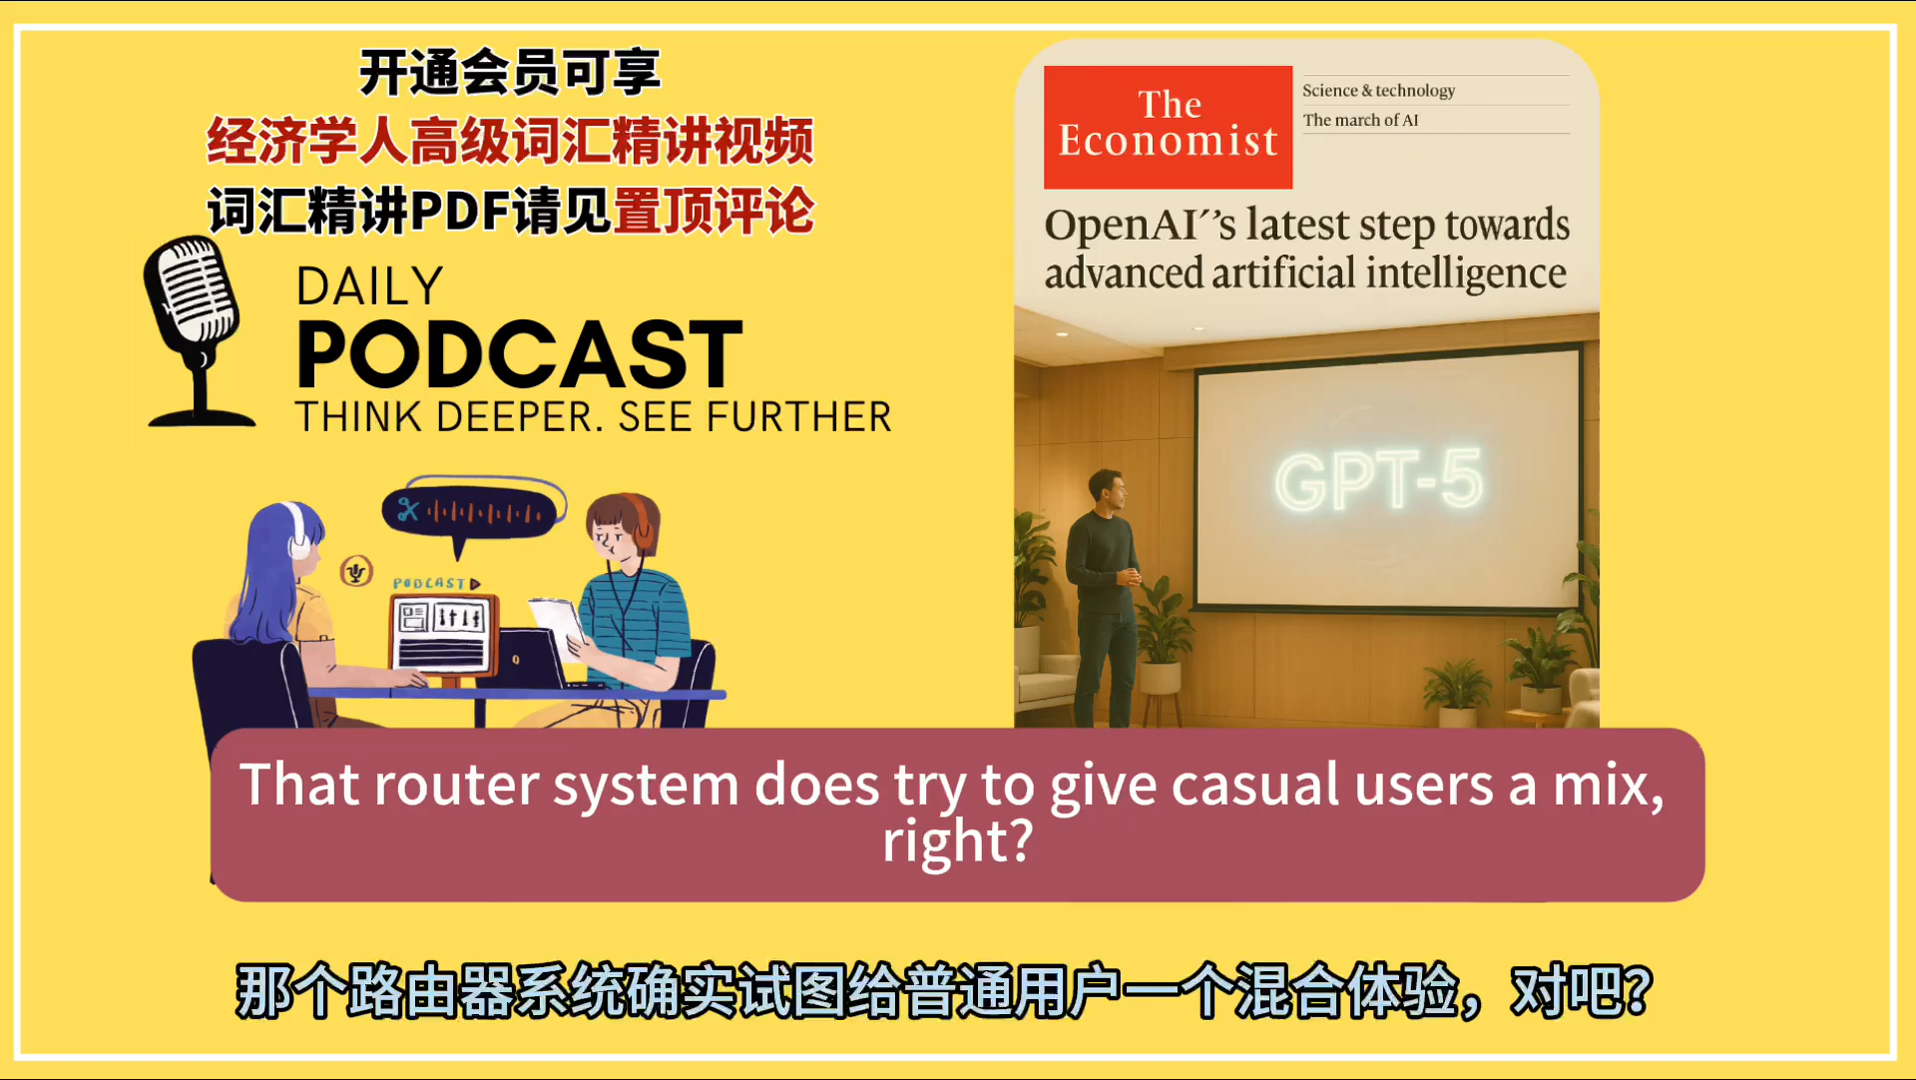 开通会员可享
经济学人高级词汇精讲视频
词汇精讲PDF请见置顶评论
DAILY
PODCAST
THINK DEEPER. SEE FURTHER
PODCAST
The
Economist
Science & technology
The march of AI
OpenAI´’s latest step towards
advanced artificial intelligence
GPT-5
That router system does try to give casual users a mix,
right?
那个路由器系统确实试图给普通用户一个混合体验，对吧？